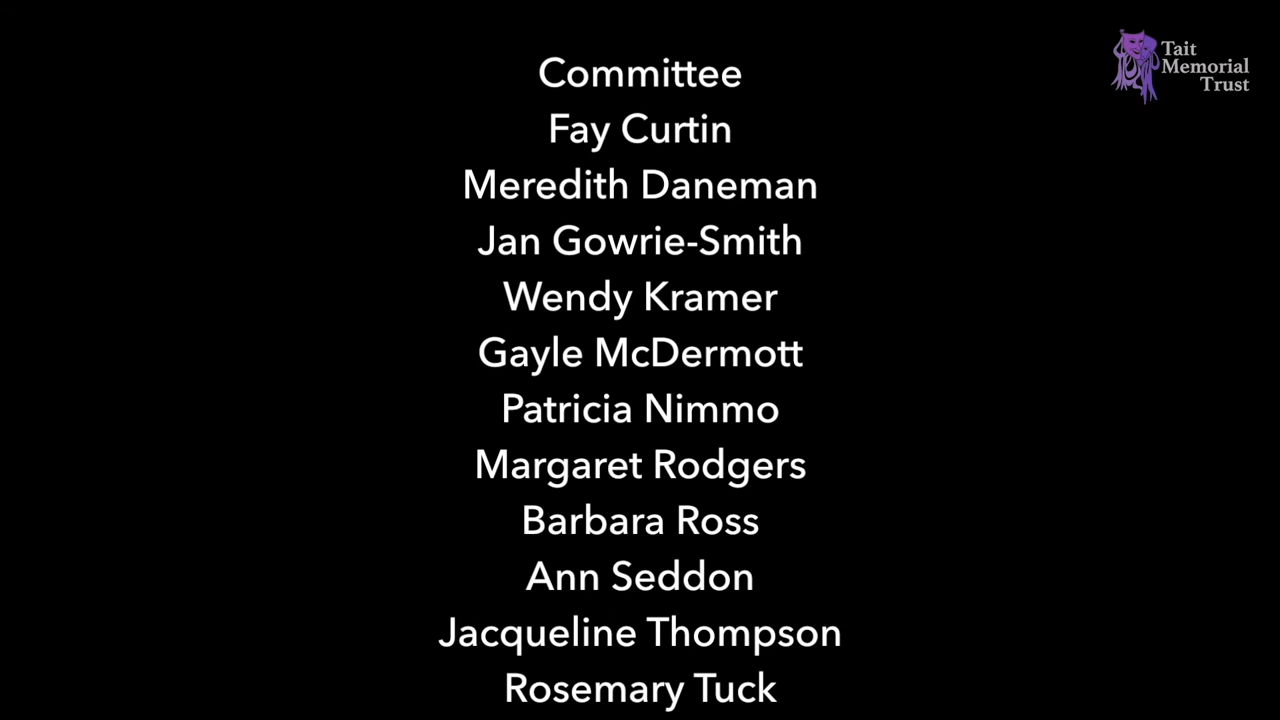 Committee
Fay Curtin
Meredith Daneman
Jan Gowrie-Smith
Wendy Kramer
Gayle McDermott
Patricia Nimmo
Margaret Rodgers
Barbara Ross
Ann Seddon
Jacqueline Thompson
Rosemary Tuck
Tait
Memorial
Trust